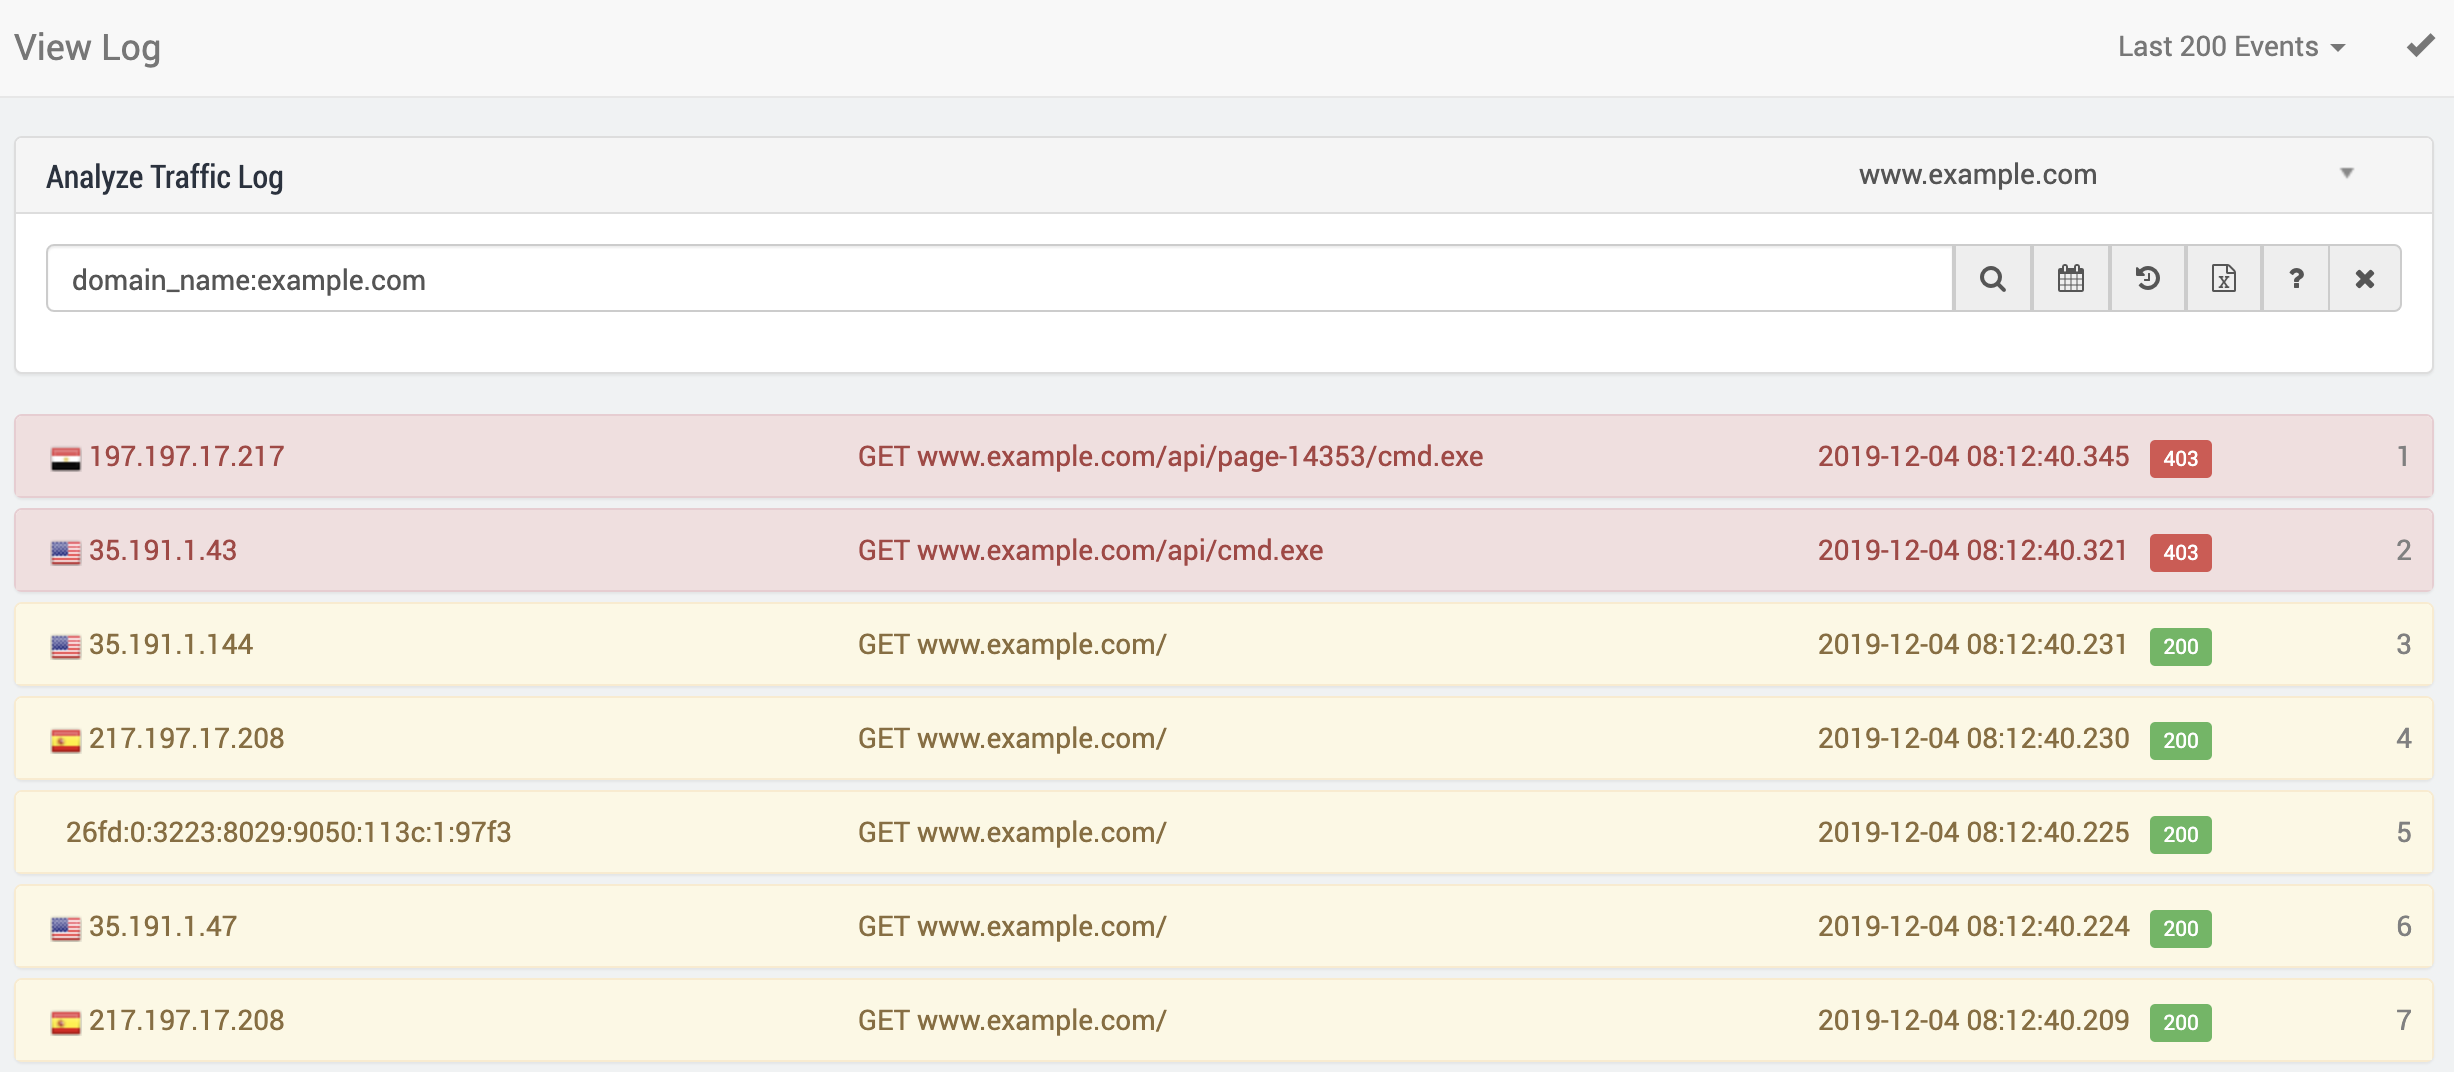 View Log Last 200 Events
Analyze Traffic Log www.example.com
domain_name:example.com ?
197.197.17.217 GET www.example.com/api/page-14353/cmd.exe 2019-12-04 08:12:40.345 403 1
35.191.1.43 GET www.example.com/api/cmd.exe 2019-12-04 08:12:40.321 403 2
35.191.1.144 GET www.example.com/ 2019-12-04 08:12:40.231 200 3
217.197.17.208 GET www.example.com/ 2019-12-04 08:12:40.230 200 4
26fd:0:3223:8029:9050:113c:1:97f3 GET www.example.com/ 2019-12-04 08:12:40.225 200 5
35.191.1.47 GET www.example.com/ 2019-12-04 08:12:40.224 200 6
217.197.17.208 GET www.example.com/ 2019-12-04 08:12:40.209 200 7